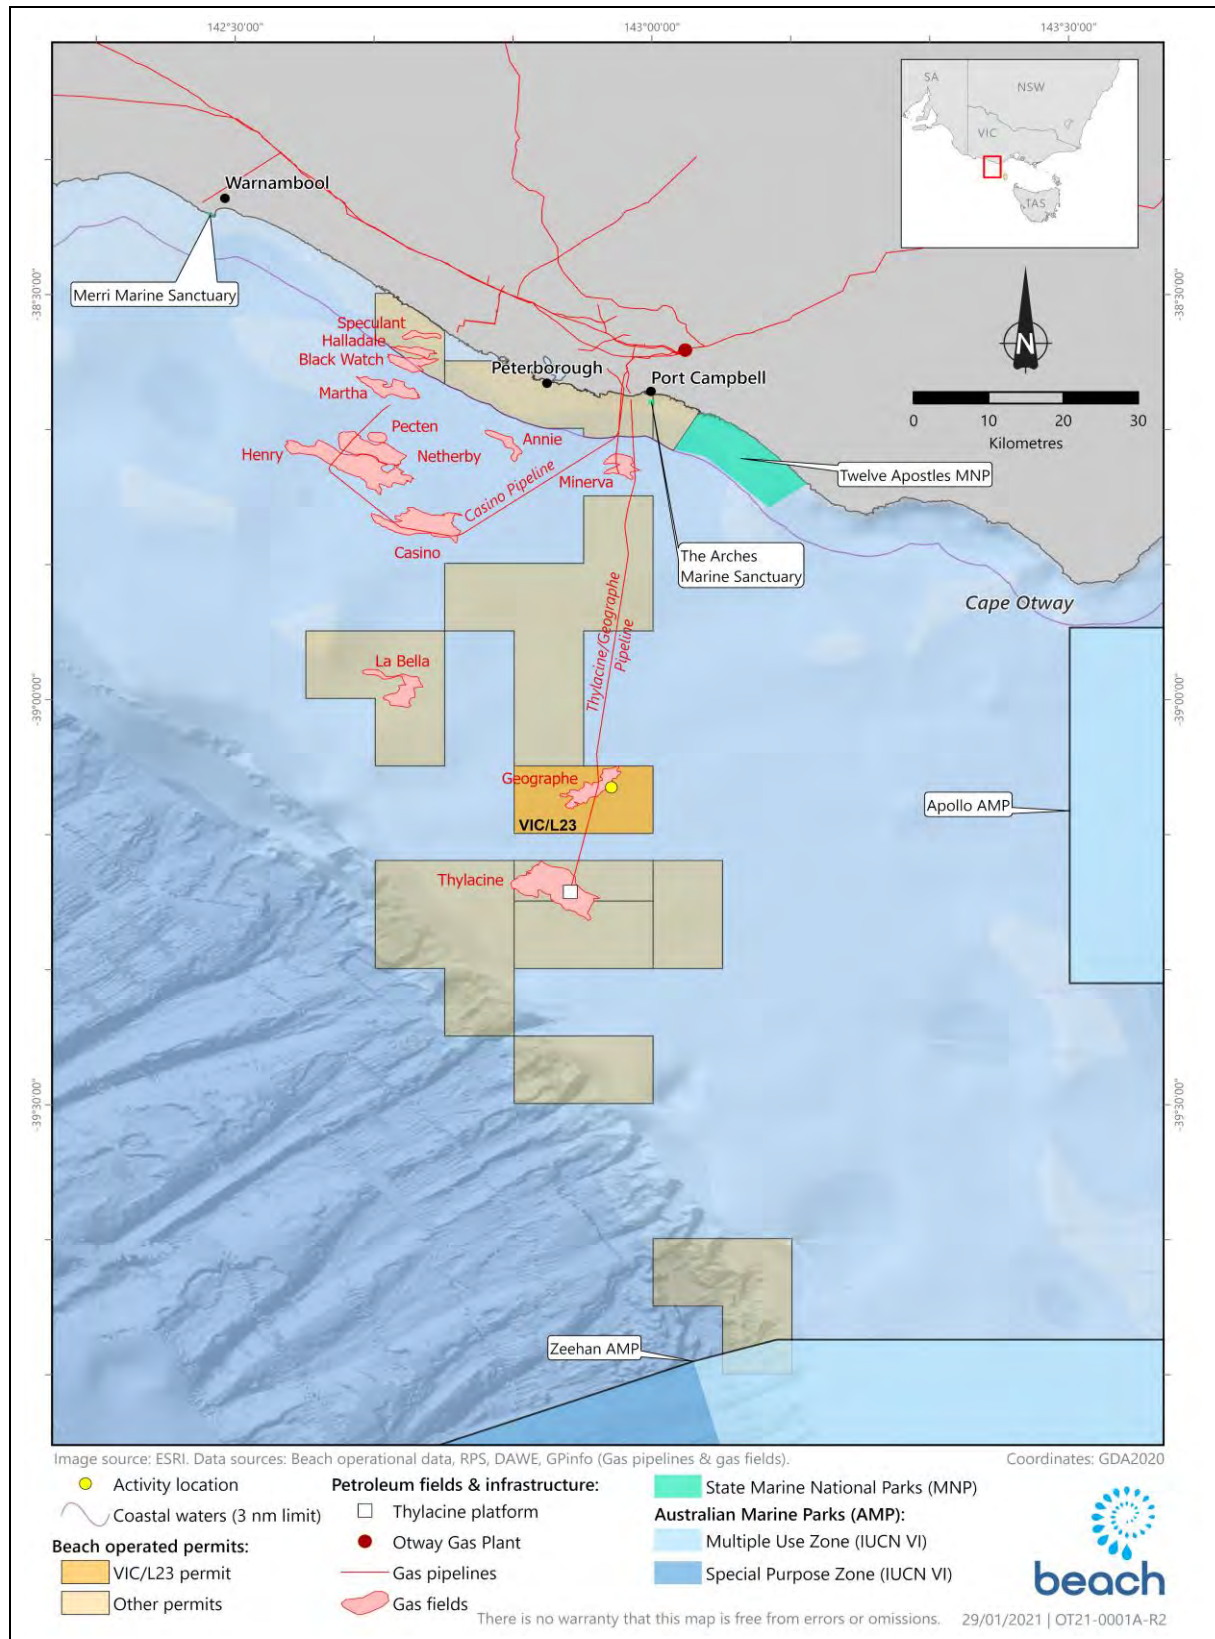 142°30'00"
143°00'00"
143°30'00"
SA
NSW
VIC
TAS
Warnambool
Merri Marine Sanctuary
-38°30'00"
-38°30'00"
N
Speculant
Halladale
Black Watch
Martha
Peterborough
Port Campbell
0 10 20 30
Kilometres
Pecten
Henry
Netherby
Annie
Minerva
Casino Pipeline
Casino
Twelve Apostles MNP
The Arches
Marine Sanctuary
Cape Otway
Thylacine/Geographe
Pipeline
La Bella
-39°00'00"
-39°00'00"
Geographe
VIC/L23
Apollo AMP
Thylacine
-39°30'00"
-39°30'00"
Zeehan AMP
Image source: ESRI. Data sources: Beach operational data, RPS, DAWE, GPinfo (Gas pipelines & gas fields).
Coordinates: GDA2020
Activity location
Coastal waters (3 nm limit)
Beach operated permits:
VIC/L23 permit
Other permits
Petroleum fields & infrastructure:
Thylacine platform
Otway Gas Plant
Gas pipelines
Gas fields
State Marine National Parks (MNP)
Australian Marine Parks (AMP):
Multiple Use Zone (IUCN VI)
Special Purpose Zone (IUCN VI)
beach
There is no warranty that this map is free from errors or omissions.
29/01/2021 | OT21-0001A-R2